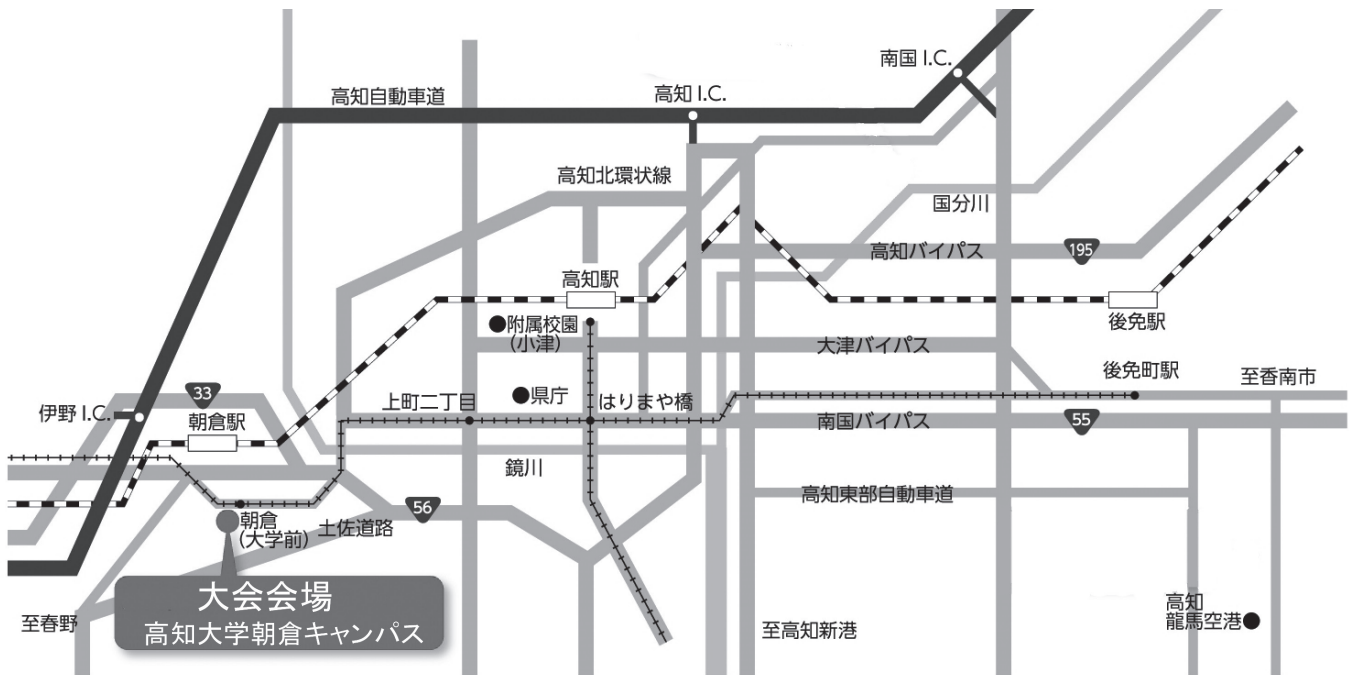 南国 I.C.
高知自動車道
高知 I.C.
高知北環状線
国分川
高知バイパス
195
高知駅
後免駅
附属校園
(小津)
大津バイパス
後免町駅
至香南市
33
伊野 I.C.
朝倉駅
上町二丁目
県庁
はりまや橋
南国バイパス
55
鏡川
高知東部自動車道
56
朝倉
(大学前)
土佐道路
大会会場
高知大学朝倉キャンパス
至春野
至高知新港
高知
龍馬空港